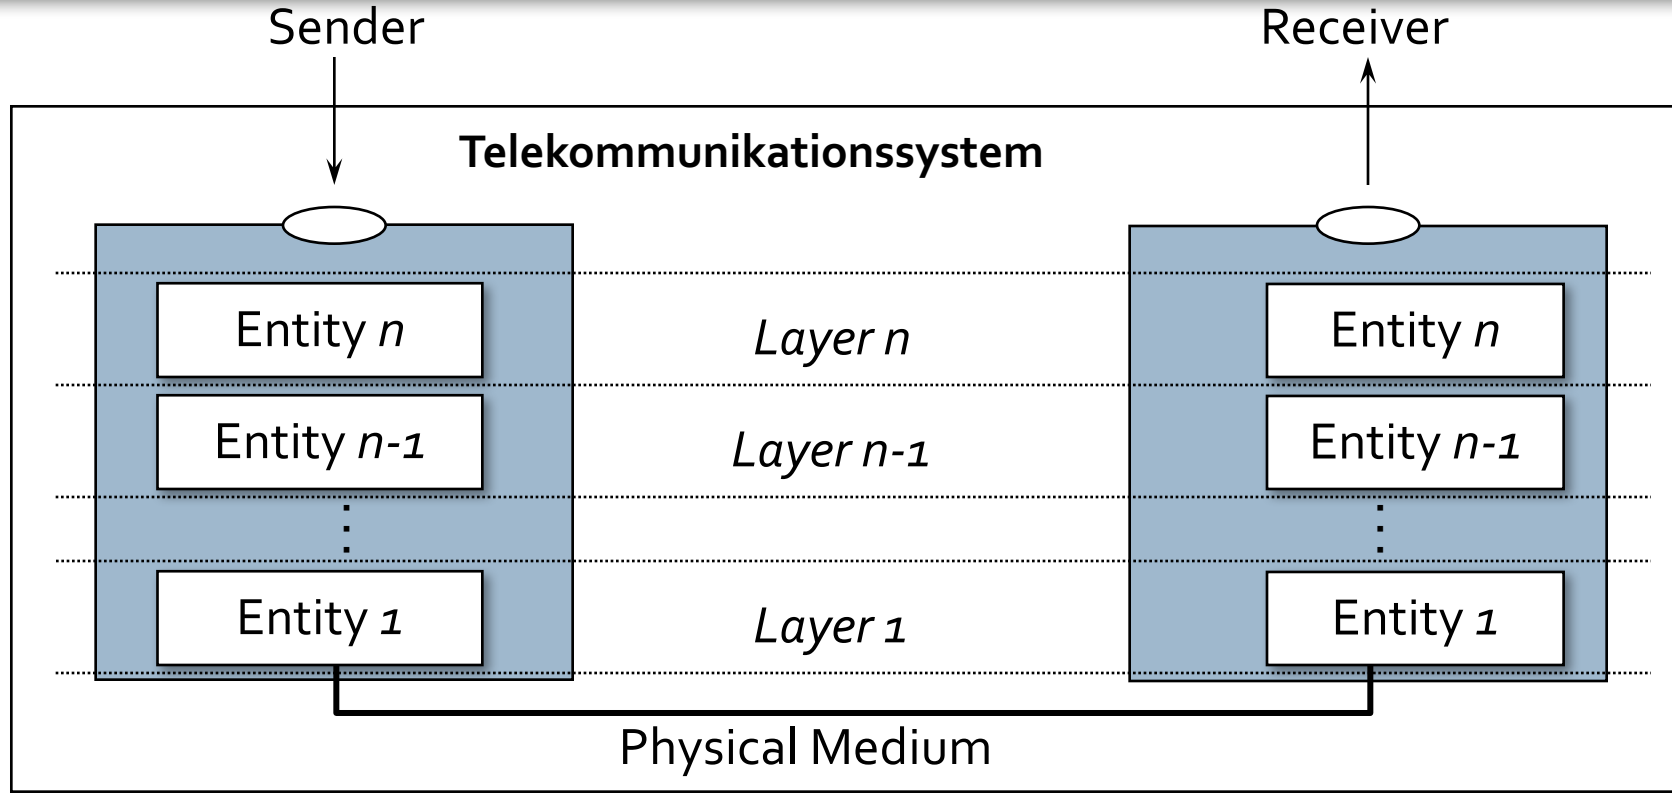 Sender
Receiver
Telekommunikationssystem
Entity n
Layer n
Entity n
Entity n-1
Layer n-1
Entity n-1
Entity 1
Layer 1
Entity 1
Physical Medium